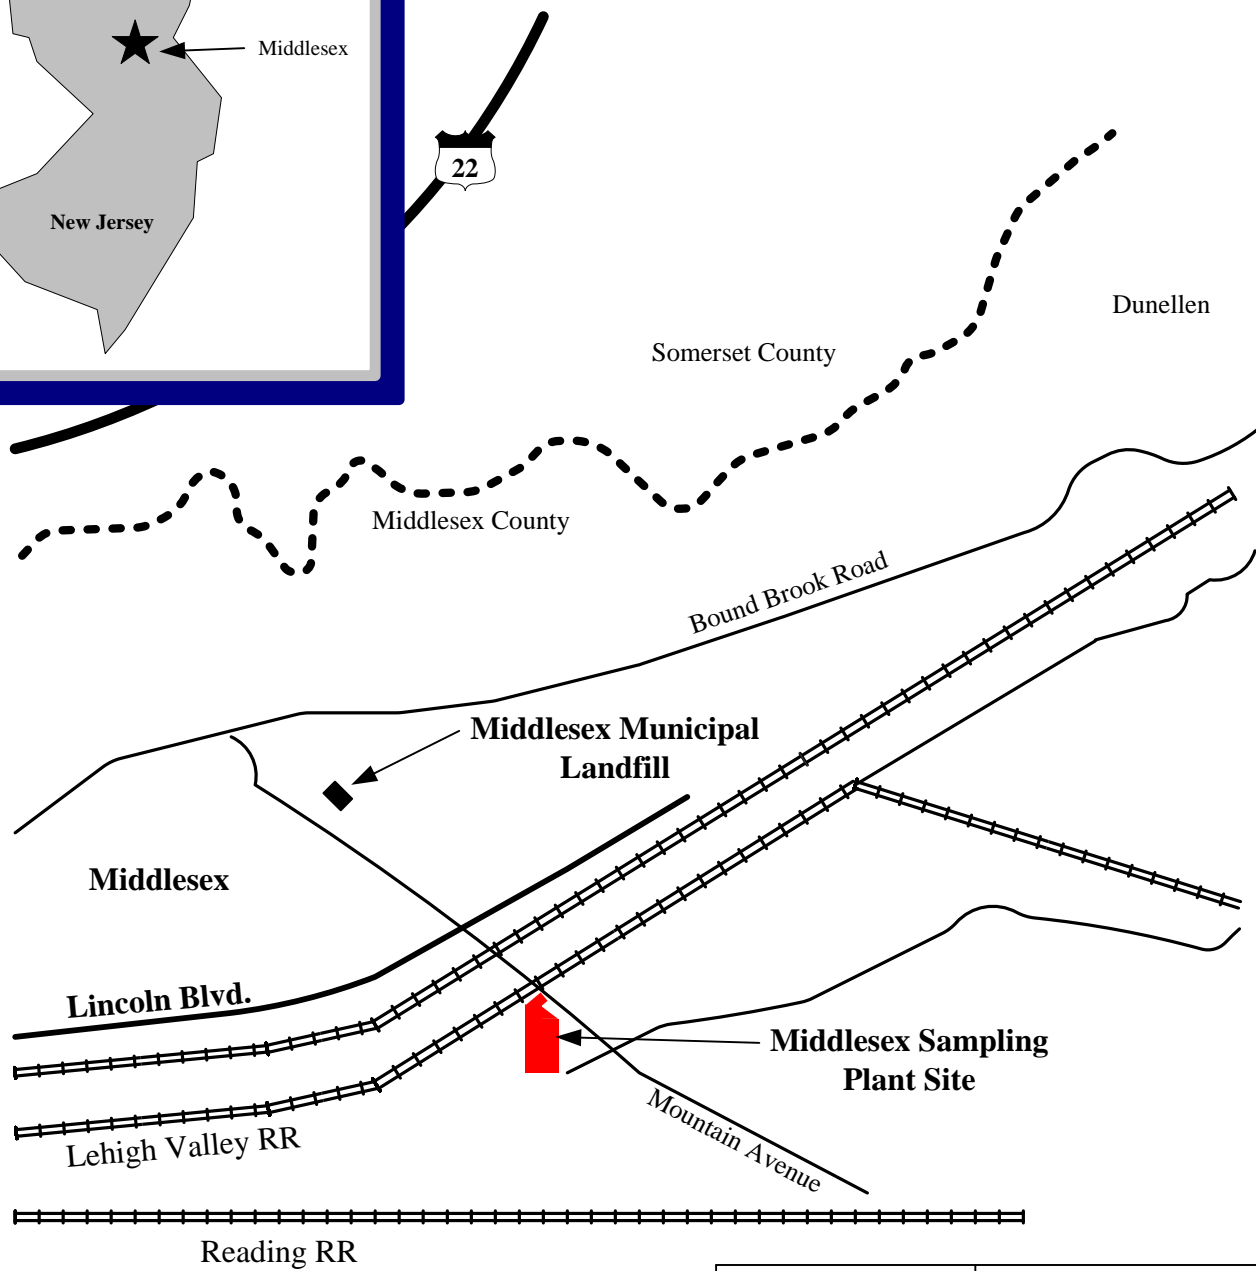 Middlesex
22
New Jersey
Dunellen
Somerset County
Middlesex County
Bound Brook Road
Middlesex Municipal
Landfill
Middlesex
Lincoln Blvd.
Middlesex Sampling
Plant Site
Mountain Avenue
Lehigh Valley RR
Reading RR